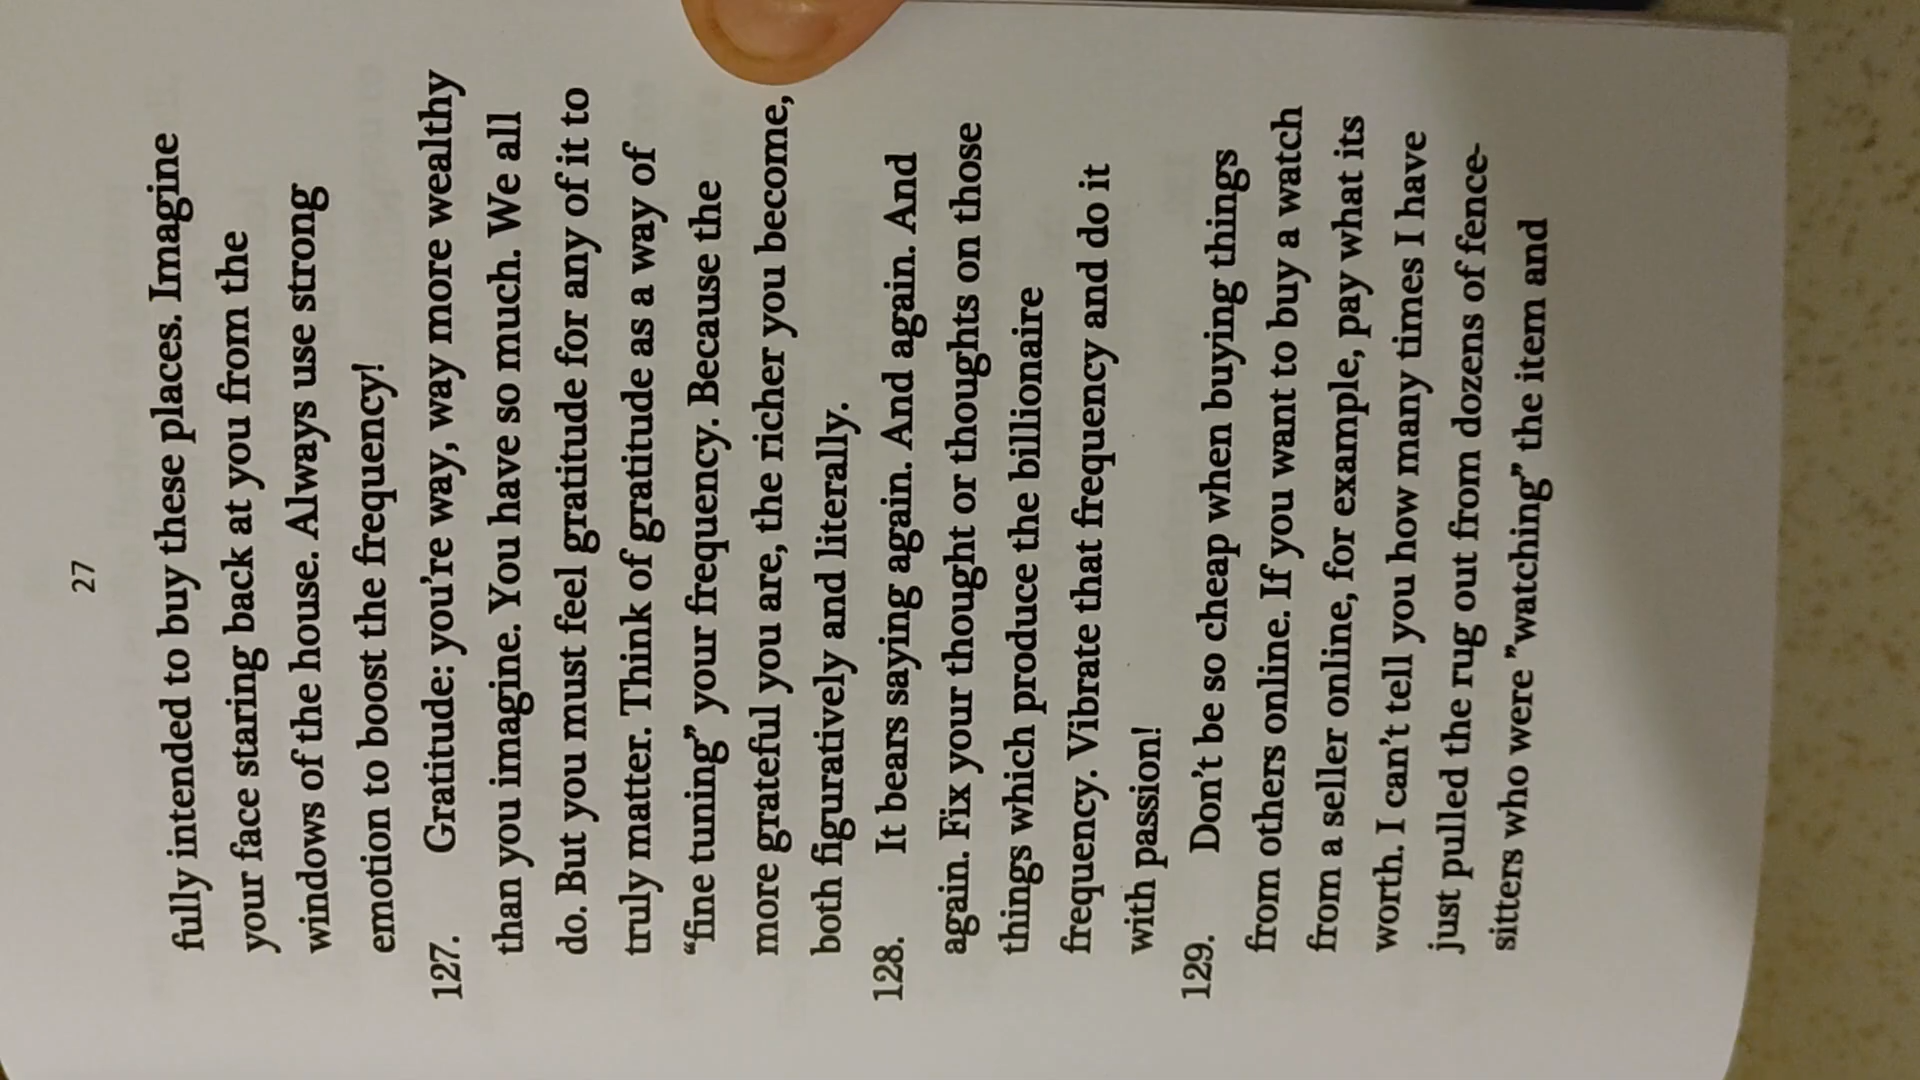 27
fully intended to buy these places. Imagine
your face staring back at you from the
windows of the house. Always use strong
emotion to boost the frequency!
127. Gratitude: you're way, way more wealthy
than you imagine. You have so much. We all
do. But you must feel gratitude for any of it to
truly matter. Think of gratitude as a way of
“fine tuning” your frequency. Because the
more grateful you are, the richer you become,
both figuratively and literally.
128. It bears saying again. And again. And
again. Fix your thought or thoughts on those
things which produce the billionaire
frequency. Vibrate that frequency and do it
with passion!
129. Don't be so cheap when buying things
from others online. If you want to buy a watch
from a seller online, for example, pay what its
worth. I can't tell you how many times I have
just pulled the rug out from dozens of fence-
sitters who were ”watching” the item and